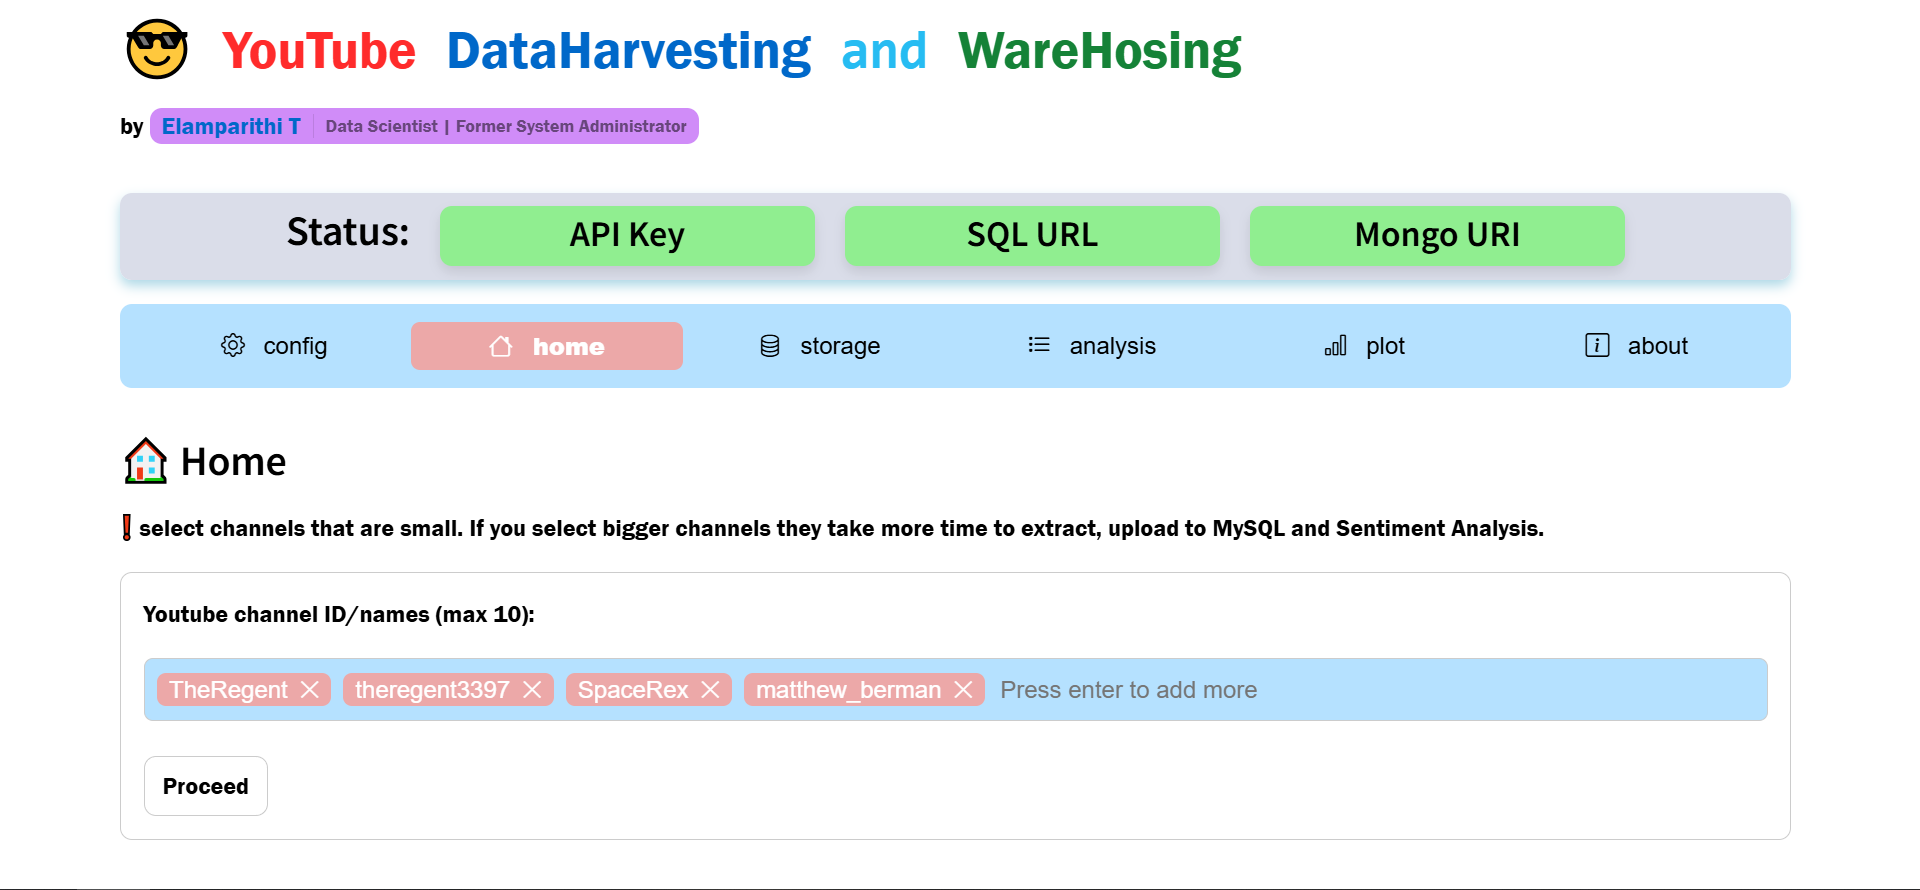 YouTube DataHarvesting and WareHosing
by Elamparithi T Data Scientist | Former System Administrator
Status: API Key SQL URL Mongo URI
config home storage analysis plot about
Home
select channels that are small. If you select bigger channels they take more time to extract, upload to MySQL and Sentiment Analysis.
Youtube channel ID/names (max 10):
TheRegent theregent3397 SpaceRex matthew_berman Press enter to add more
Proceed